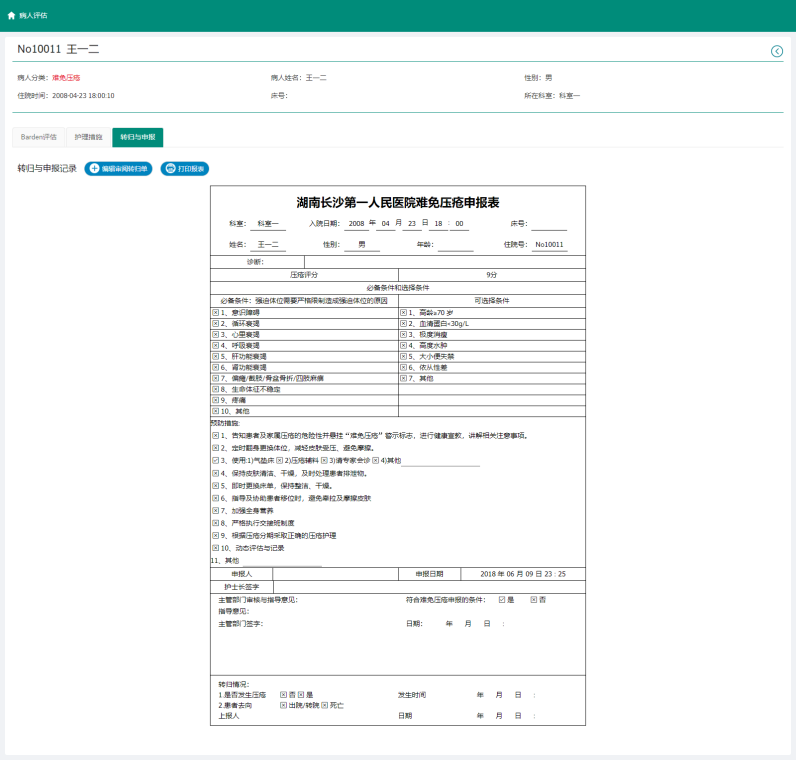 病人评估
No10011 王一二
病人分类: 难免压疮 病人姓名: 王一二 性别: 男
住院时间: 2008-04-23 18:00:10 床号: 所在科室: 科室一
Barden评估 护理措施 转归与申报
转归与申报记录 编辑审阅转归单 打印报表
湖南长沙第一人民医院难免压疮申报表
科室: 科室一 入院日期: 2008 年 04 月 23 日 18 : 00 床号:
姓名: 王一二 性别: 男 年龄: 住院号: No10011
诊断:
压疮评分 9分
必备条件和选择条件
必备条件: 强迫体位需要严格限制造成强迫体位的原因 可选择条件
☒ 1、意识障碍 ☒ 1、高龄≥70 岁
☒ 2、循环衰竭 ☒ 2、血清蛋白<30g/L
☒ 3、心里衰竭 ☒ 3、极度消瘦
☒ 4、呼吸衰竭 ☒ 4、高度水肿
☒ 5、肝功能衰竭 ☒ 5、大小便失禁
☒ 6、肾功能衰竭 ☒ 6、依从性差
☒ 7、偏瘫/截肢/骨盆骨折/四肢麻痹 ☒ 7、其他
☒ 8、生命体征不稳定
☒ 9、疼痛
☒ 10、其他
预防措施:
☒ 1、告知患者及家属压疮的危险性并悬挂“难免压疮”警示标志，进行健康宣教，讲解相关注意事项。
☒ 2、定时翻身更换体位，减轻皮肤受压、避免摩擦。
☑ 3、使用:1)气垫床 ☒ 2)压疮辅料 ☒ 3)请专家会诊 ☒ 4)其他
☒ 4、保持皮肤清洁、干燥，及时处理患者排泄物。
☒ 5、即时更换床单，保持整洁、干燥。
☒ 6、指导及协助患者移位时，避免牵拉及摩擦皮肤
☒ 7、加强全身营养
☒ 8、严格执行交接班制度
☒ 9、根据压疮分期采取正确的压疮护理
☒ 10、动态评估与记录
11、其他
申报人 申报日期 2018 年 06 月 09 日 23 : 25
护士长签字
主管部门审核与指导意见: 符合难免压疮申报的条件: ☑ 是 ☒ 否
指导意见:
主管部门签字: 日期: 年 月 日 :
转归情况:
1.是否发生压疮 ☒ 否 ☒ 是 发生时间 年 月 日 :
2.患者去向 ☒ 出院/转院 ☒ 死亡
上报人 日期 年 月 日 :